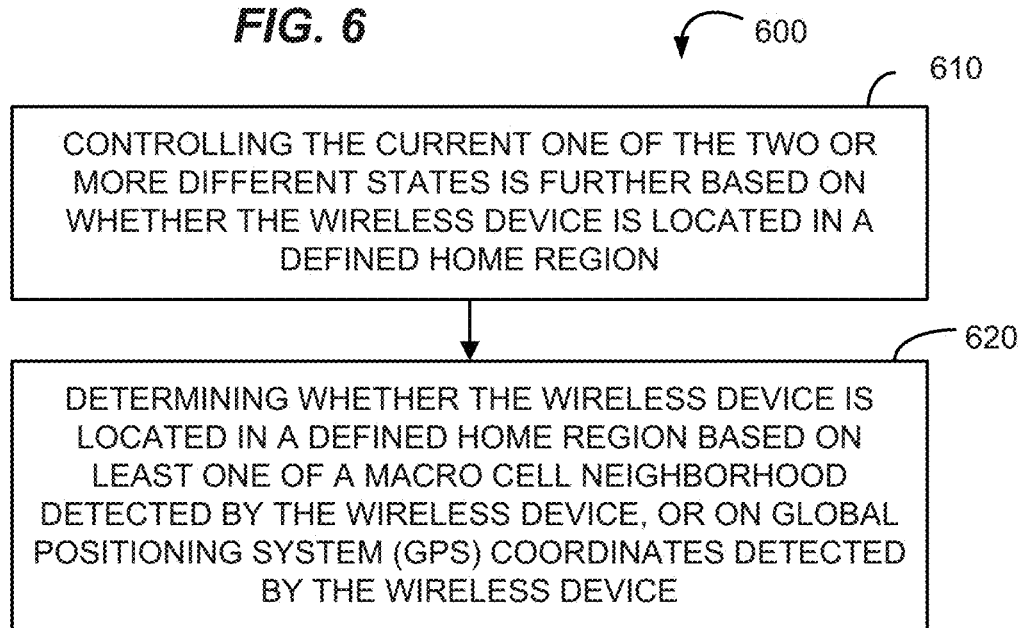 FIG. 6
600
610
CONTROLLING THE CURRENT ONE OF THE TWO OR
MORE DIFFERENT STATES IS FURTHER BASED ON
WHETHER THE WIRELESS DEVICE IS LOCATED IN A
DEFINED HOME REGION
620
DETERMINING WHETHER THE WIRELESS DEVICE IS
LOCATED IN A DEFINED HOME REGION BASED ON
LEAST ONE OF A MACRO CELL NEIGHBORHOOD
DETECTED BY THE WIRELESS DEVICE, OR ON GLOBAL
POSITIONING SYSTEM (GPS) COORDINATES DETECTED
BY THE WIRELESS DEVICE